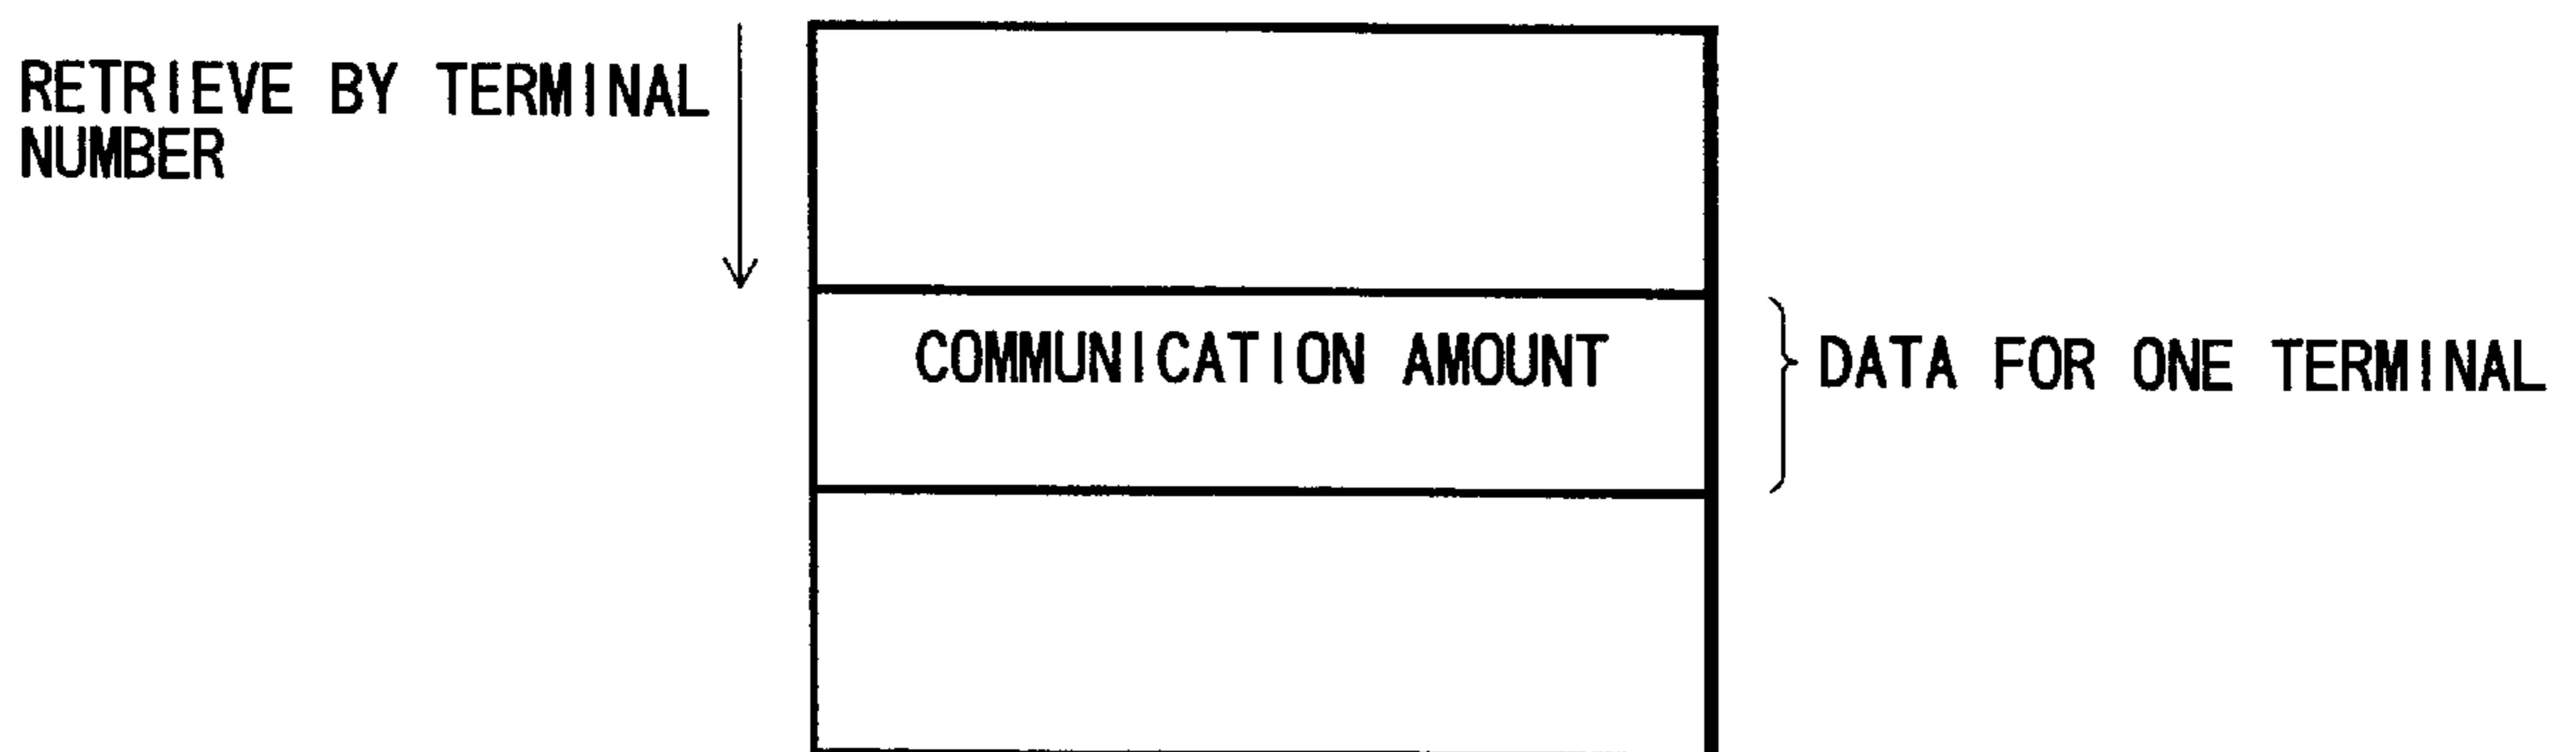 RETRIEVE BY TERMINAL
NUMBER
COMMUNICATION AMOUNT
DATA FOR ONE TERMINAL